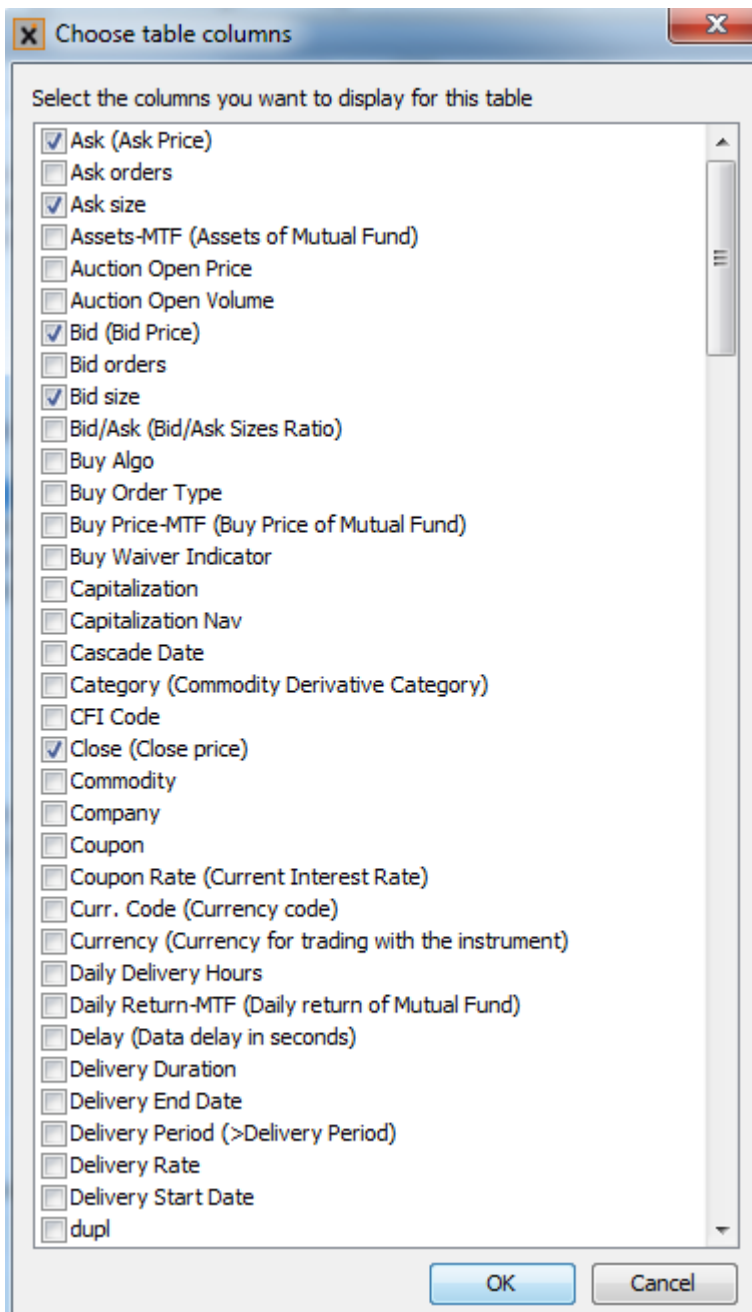 Choose table columns
Select the columns you want to display for this table
Ask (Ask Price)
Ask orders
Ask size
Assets-MTF (Assets of Mutual Fund)
Auction Open Price
Auction Open Volume
Bid (Bid Price)
Bid orders
Bid size
Bid/Ask (Bid/Ask Sizes Ratio)
Buy Algo
Buy Order Type
Buy Price-MTF (Buy Price of Mutual Fund)
Buy Waiver Indicator
Capitalization
Capitalization Nav
Cascade Date
Category (Commodity Derivative Category)
CFI Code
Close (Close price)
Commodity
Company
Coupon
Coupon Rate (Current Interest Rate)
Curr. Code (Currency code)
Currency (Currency for trading with the instrument)
Daily Delivery Hours
Daily Return-MTF (Daily return of Mutual Fund)
Delay (Data delay in seconds)
Delivery Duration
Delivery End Date
Delivery Period (>Delivery Period)
Delivery Rate
Delivery Start Date
dupl
OK Cancel